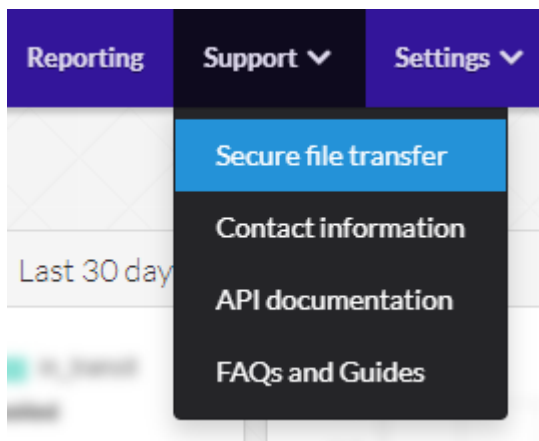 Reporting
Support
Settings
Secure file transfer
Contact information
Last 30 day
API documentation
FAQs and Guides